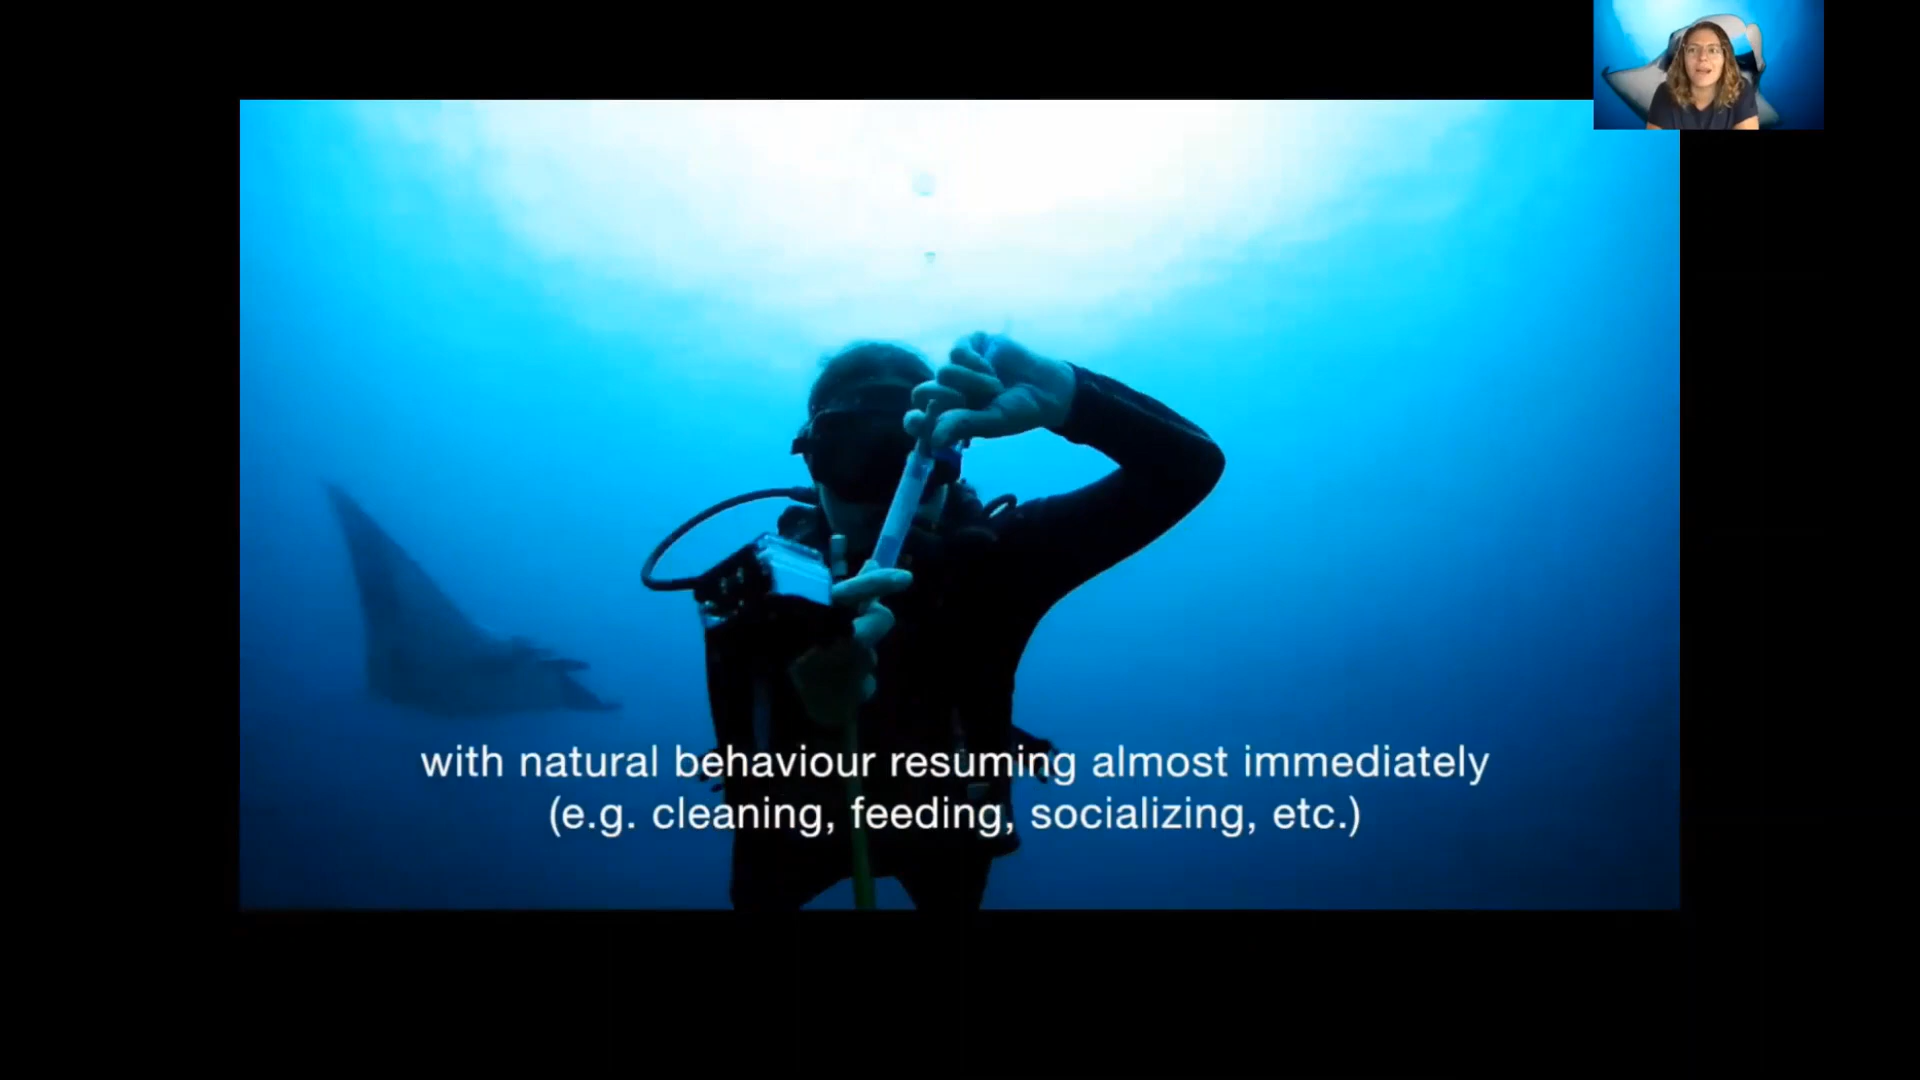 with natural behaviour resuming almost immediately
(e.g. cleaning, feeding, socializing, etc.)